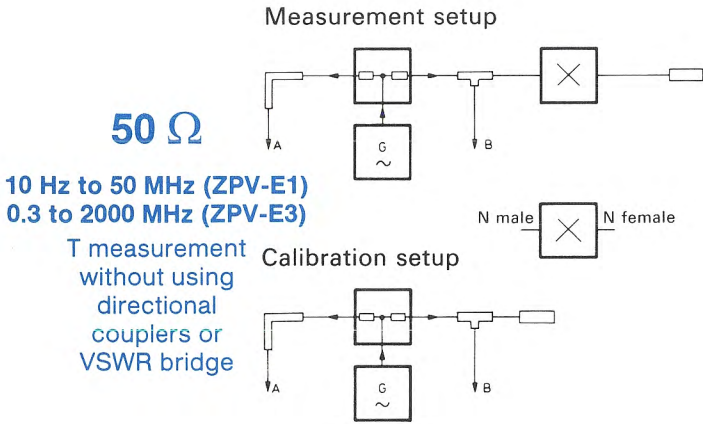 Measurement setup
A
G
~
B
50 Ω
10 Hz to 50 MHz (ZPV-E1)
0.3 to 2000 MHz (ZPV-E3)
T measurement
without using
directional
couplers or
VSWR bridge
N male
N female
Calibration setup
A
G
~
B